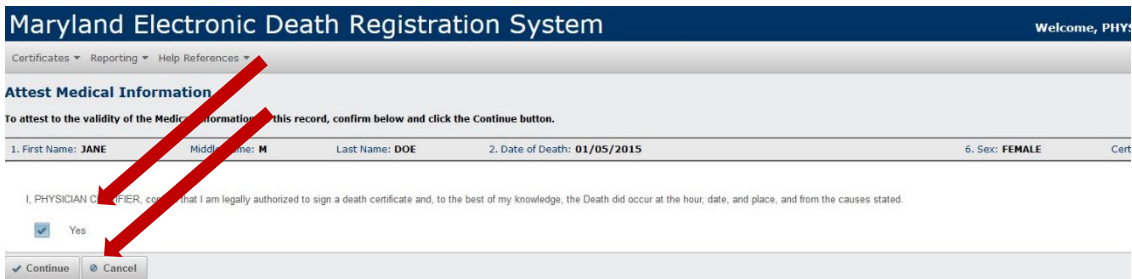 Maryland Electronic Death Registration System Welcome, PHYS
Certificates Reporting Help References
Attest Medical Information
To attest to the validity of the this record, confirm below and click the Continue button.
1. First Name: JANE M Last Name: DOE 2. Date of Death: 01/05/2015 6. Sex: FEMALE Cert
I, PHYSICIAN that I am legally authorized to sign a death certificate and, to the best of my knowledge, the Death did occur at the hour, date, and place, and from the causes stated.
Yes
Continue Cancel